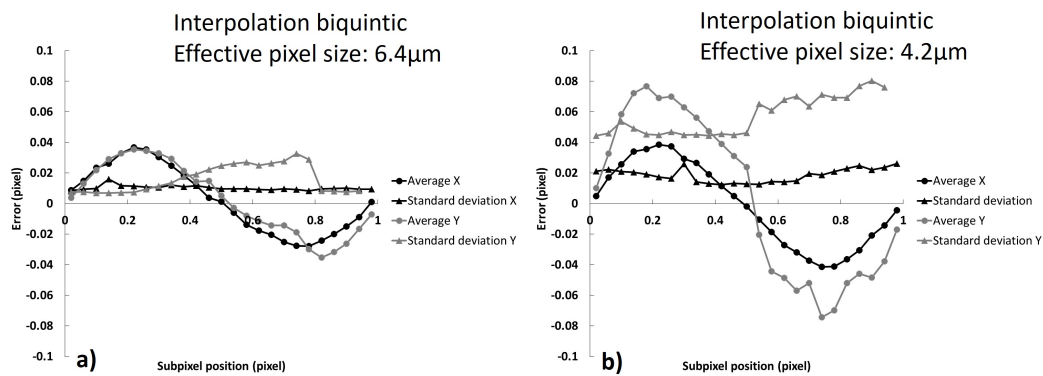 Interpolation biquintic
Effective pixel size: 6.4µm
0.1
0.08
0.06
0.04
0.02
0
-0.02
-0.04
-0.06
-0.08
-0.1
0
0.2
0.4
0.6
0.8
1
Error (pixel)
Subpixel position (pixel)
Average X
Standard deviation X
Average Y
Standard deviation Y
a)
Interpolation biquintic
Effective pixel size: 4.2µm
0.1
0.08
0.06
0.04
0.02
0
-0.02
-0.04
-0.06
-0.08
-0.1
0
0.2
0.4
0.6
0.8
1
Error (pixel)
Subpixel position (pixel)
Average X
Standard deviation
Average Y
Standard deviation Y
b)